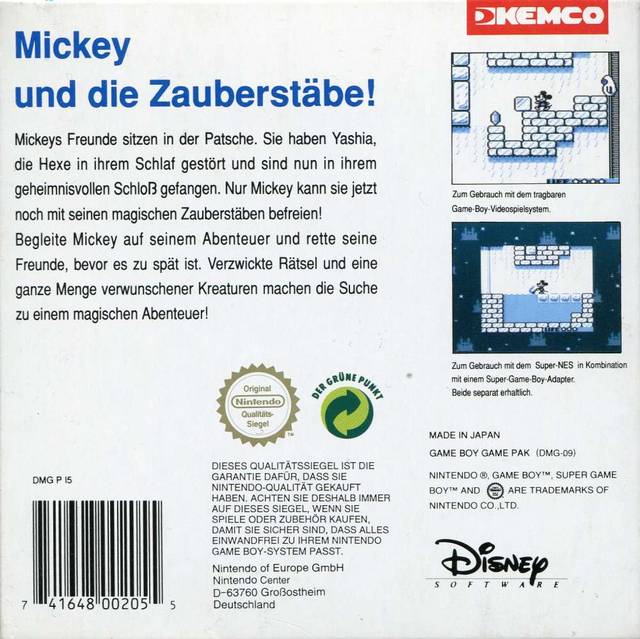 KEMCO
Mickey
und die Zauberstäbe!
Mickeys Freunde sitzen in der Patsche. Sie haben Yashia,
die Hexe in ihrem Schlaf gestört und sind nun in ihrem
geheimnisvollen Schloß gefangen. Nur Mickey kann sie jetzt
noch mit seinen magischen Zauberstäben befreien!
Begleite Mickey auf seinem Abenteuer und rette seine
Freunde, bevor es zu spät ist. Verzwickte Rätsel und eine
ganze Menge verwunschener Kreaturen machen die Suche
zu einem magischen Abenteuer!
Zum Gebrauch mit dem tragbaren
Game-Boy-Videospielsystem.
Zum Gebrauch mit dem Super-NES in Kombination
mit einem Super-Game-Boy-Adapter.
Beide separat erhältlich.
Original
Nintendo
Qualitäts-
Siegel
TM
DER GRÜNE PUNKT
DIESES QUALITÄTSSIEGEL IST DIE
GARANTIE DAFÜR, DASS SIE
NINTENDO-QUALITÄT GEKAUFT
HABEN. ACHTEN SIE DESHALB IMMER
AUF DIESES SIEGEL, WENN SIE
SPIELE ODER ZUBEHÖR KAUFEN,
DAMIT SIE SICHER SIND, DASS ALLES
EINWANDFREI ZU IHREM NINTENDO
GAME BOY-SYSTEM PASST.
Nintendo of Europe GmbH
Nintendo Center
D-63760 Großostheim
Deutschland
MADE IN JAPAN
GAME BOY GAME PAK (DMG-09)
NINTENDO ®, GAME BOY™, SUPER GAME
BOY™ AND ARE TRADEMARKS OF
NINTENDO CO.,LTD.
DISNEY
SOFTWARE
DMG P I5
7 41648 00205 5